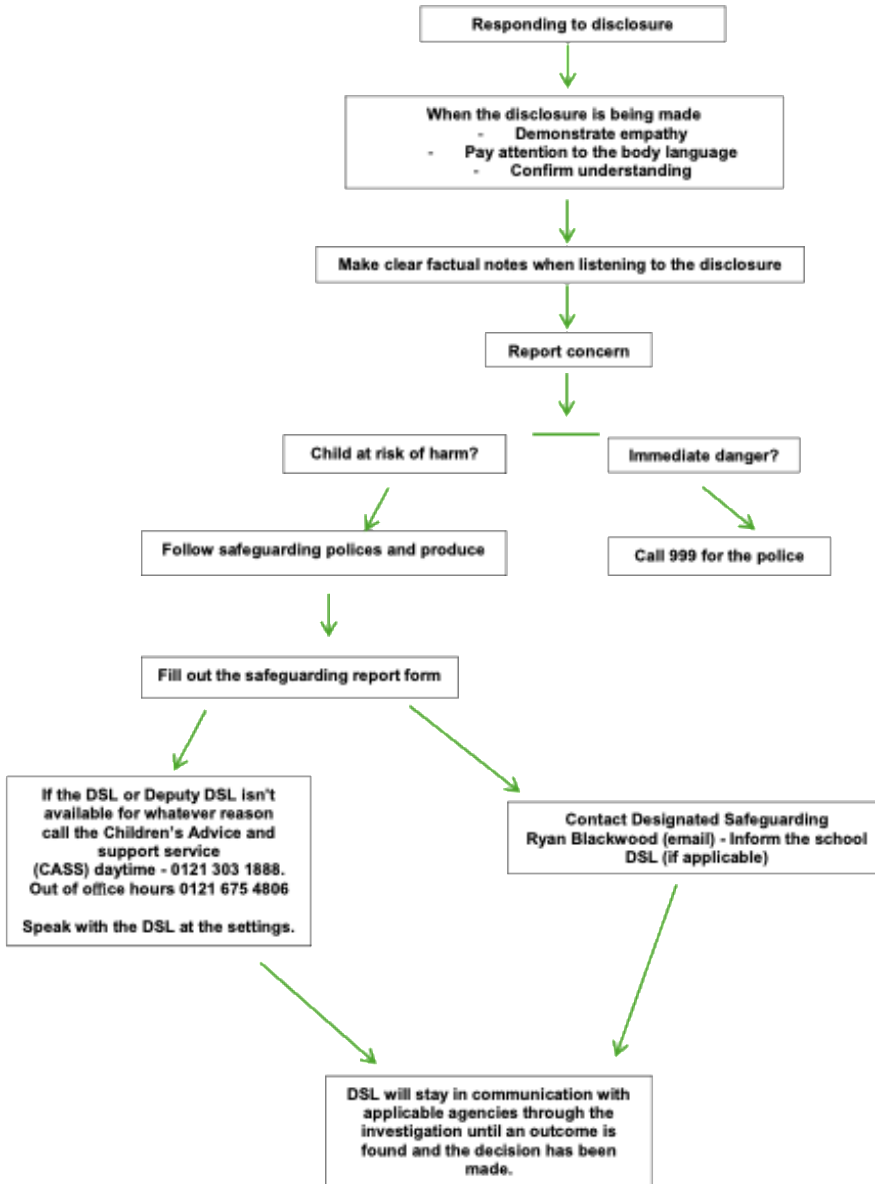 Responding to disclosure
When the disclosure is being made
- Demonstrate empathy
- Pay attention to the body language
- Confirm understanding
Make clear factual notes when listening to the disclosure
Report concern
Child at risk of harm?
Immediate danger?
Follow safeguarding polices and produce
Call 999 for the police
Fill out the safeguarding report form
If the DSL or Deputy DSL isn't
available for whatever reason
call the Children's Advice and
support service
(CASS) daytime - 0121 303 1888.
Out of office hours 0121 675 4806
Speak with the DSL at the settings.
Contact Designated Safeguarding
Ryan Blackwood (email) - Inform the school
DSL (if applicable)
DSL will stay in communication with
applicable agencies through the
investigation until an outcome is
found and the decision has been
made.